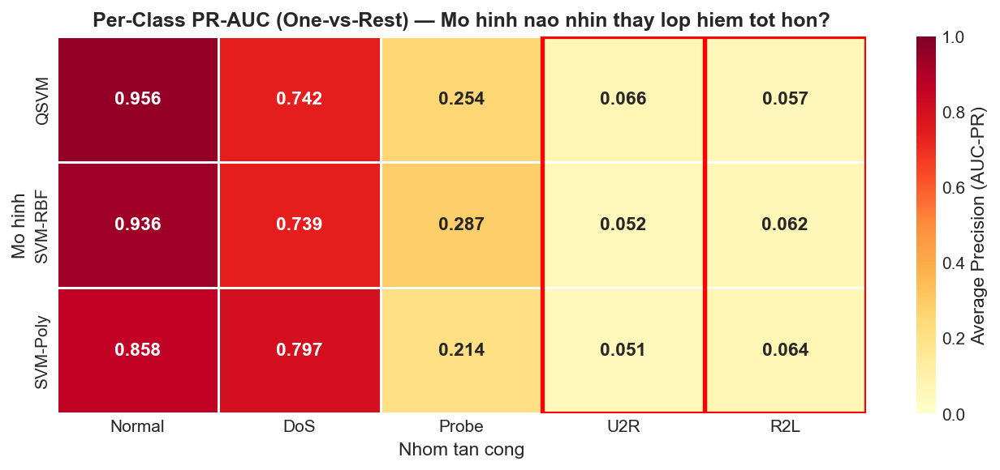 Per-Class PR-AUC (One-vs-Rest) — Mo hinh nao nhin thay lop hiem tot hon?
Mo hinh
QSVM
0.956 0.742 0.254 0.066 0.057
SVM-RBF
0.936 0.739 0.287 0.052 0.062
SVM-Poly
0.858 0.797 0.214 0.051 0.064
Normal DoS Probe U2R R2L
Nhom tan cong
1.0
0.8
0.6
0.4
0.2
0.0
Average Precision (AUC-PR)